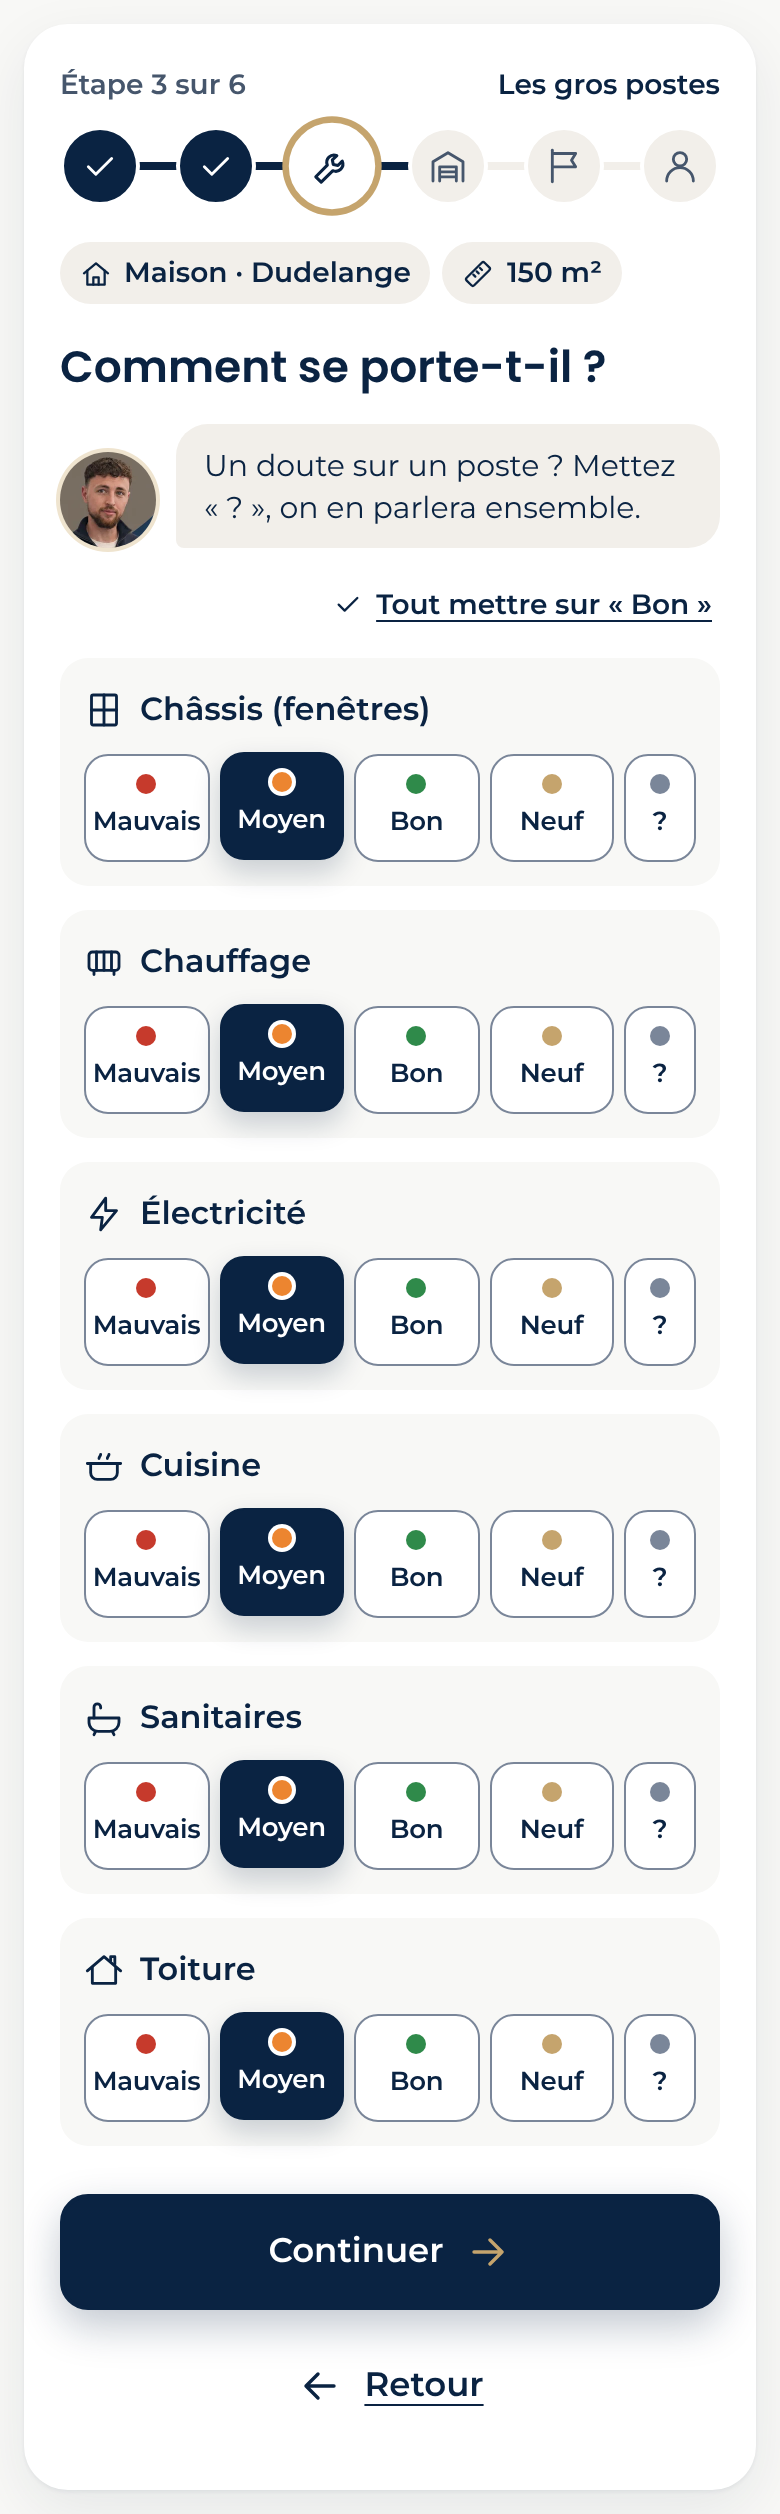 Étape 3 sur 6
Les gros postes
Maison · Dudelange
150 m²
Comment se porte-t-il ?
Un doute sur un poste ? Mettez
« ? », on en parlera ensemble.
Tout mettre sur « Bon »
Châssis (fenêtres)
Mauvais Moyen Bon Neuf ?
Chauffage
Mauvais Moyen Bon Neuf ?
Électricité
Mauvais Moyen Bon Neuf ?
Cuisine
Mauvais Moyen Bon Neuf ?
Sanitaires
Mauvais Moyen Bon Neuf ?
Toiture
Mauvais Moyen Bon Neuf ?
Continuer
Retour